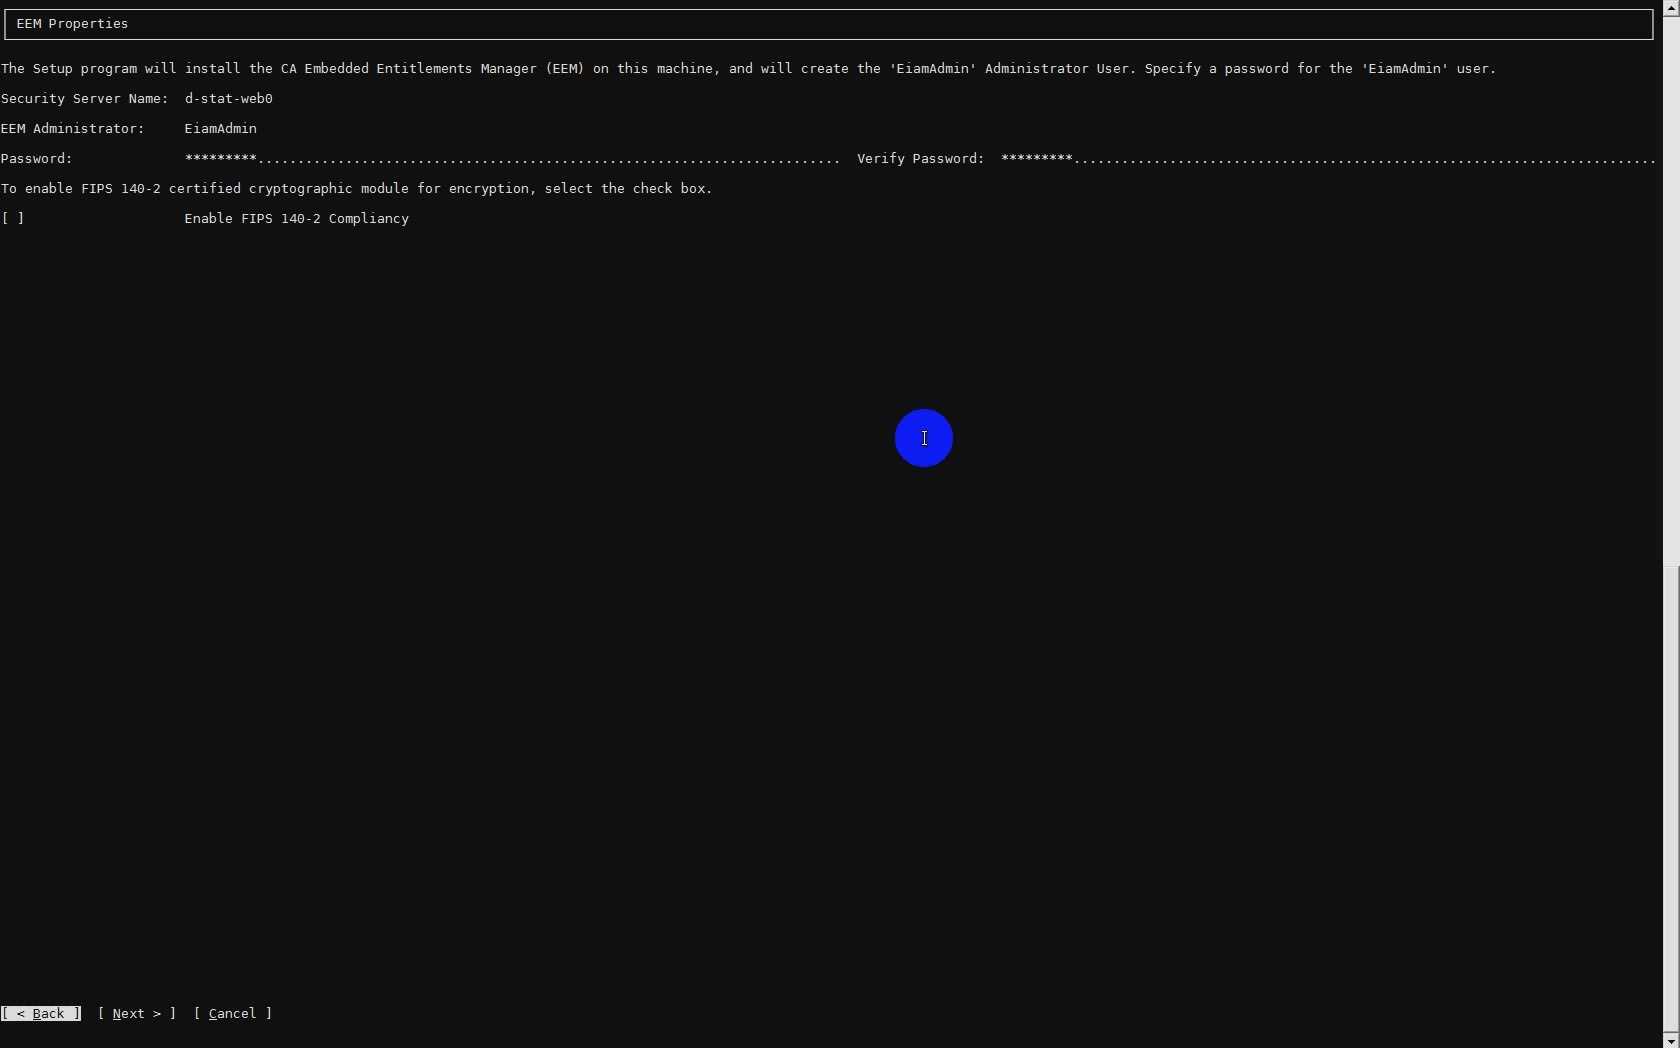 EEM Properties
The Setup program will install the CA Embedded Entitlements Manager (EEM) on this machine, and will create the 'EiamAdmin' Administrator User. Specify a password for the 'EiamAdmin' user.
Security Server Name:  d-stat-web0
EEM Administrator:     EiamAdmin
Password:              *********.........................................................................  Verify Password:  *********.........................................................................
To enable FIPS 140-2 certified cryptographic module for encryption, select the check box.
[ ]                    Enable FIPS 140-2 Compliancy
[ < Back ]  [ Next > ]  [ Cancel ]